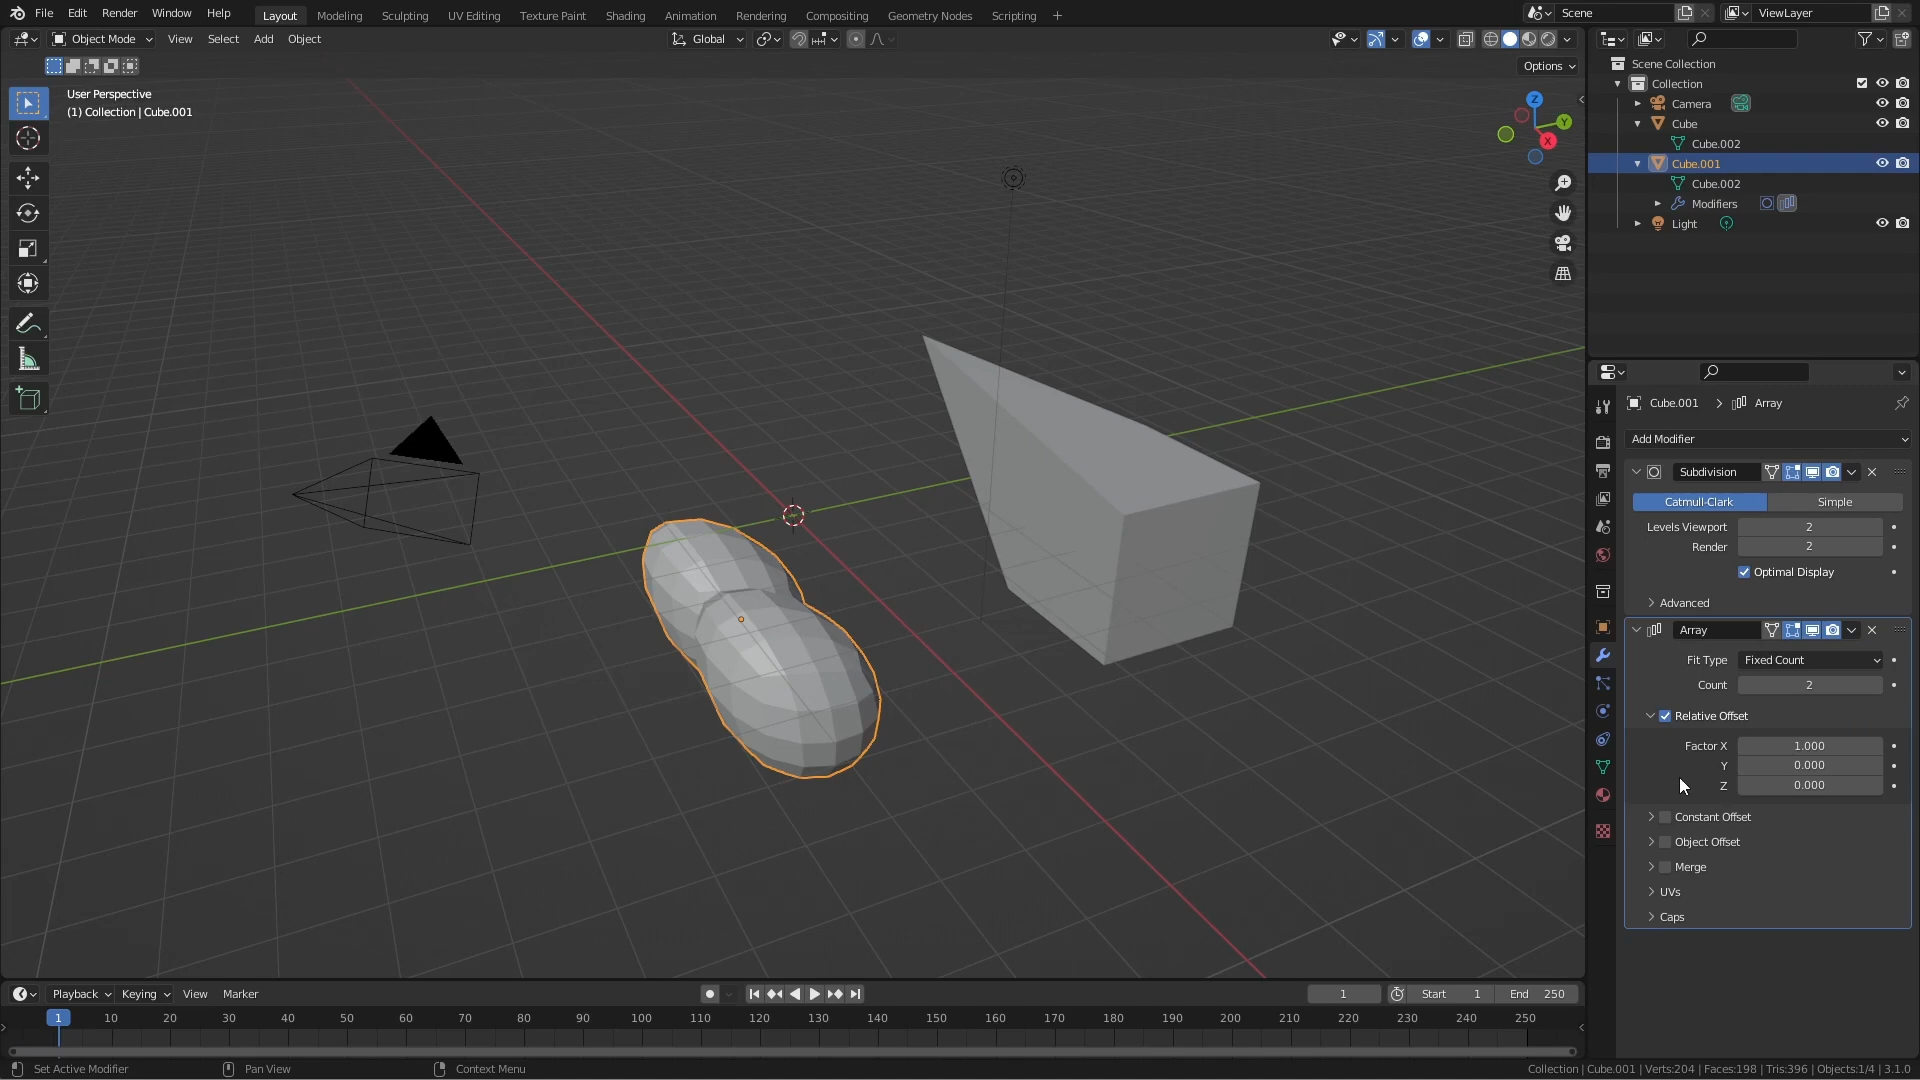 File Edit Render Window Help
Layout Modeling Sculpting UV Editing Texture Paint Shading Animation Rendering Compositing Geometry Nodes Scripting +
Scene
ViewLayer
Object Mode View Select Add Object
Global
Options
User Perspective
(1) Collection | Cube.001
Z
Y
X
Scene Collection
Collection
Camera
Cube
Cube.002
Cube.001
Cube.002
Modifiers
Light
Cube.001 > Array
Add Modifier
Subdivision
Catmull-Clark Simple
Levels Viewport 2
Render 2
Optimal Display
Advanced
Array
Fit Type Fixed Count
Count 2
Relative Offset
Factor X 1.000
Y 0.000
Z 0.000
Constant Offset
Object Offset
Merge
UVs
Caps
Playback Keying View Marker
1 Start 1 End 250
1 10 20 30 40 50 60 70 80 90 100 110 120 130 140 150 160 170 180 190 200 210 220 230 240 250
Set Active Modifier Pan View Context Menu
Collection | Cube.001 | Verts:204 | Faces:198 | Tris:396 | Objects:1/4 | 3.1.0